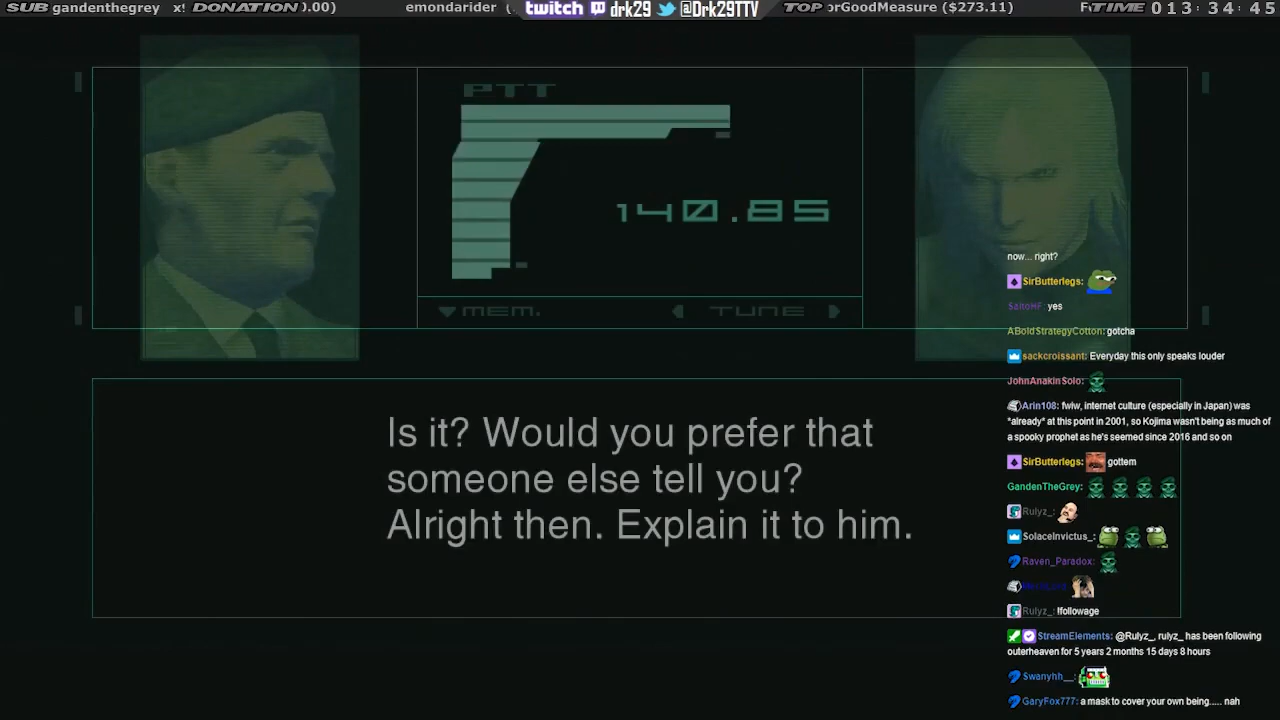 SUB gandenthegrey x! DONATION .00) emondarider ( twitch drk29 @Drk29TTV TOP orGoodMeasure ($273.11) F TIME 013:34:45
PTT
140.85
MEM. TUNE
Is it? Would you prefer that
someone else tell you?
Alright then. Explain it to him.
now... right?
SirButterlegs:
SaltoHF: yes
ABoldStrategyCotton: gotcha
sackcroissant: Everyday this only speaks louder
JohnAnakinSolo:
Arin108: fwiw, internet culture (especially in Japan) was
*already* at this point in 2001, so Kojima wasn't being as much of
a spooky prophet as he's seemed since 2016 and so on
SirButterlegs: gottem
GandenTheGrey:
Rulyz_:
SolaceInvictus_:
Raven_Paradox:
Rulyz_: !followage
StreamElements: @Rulyz_, rulyz_ has been following
outerheaven for 5 years 2 months 15 days 8 hours
Swanyhh__:
GaryFox777: a mask to cover your own being..... nah